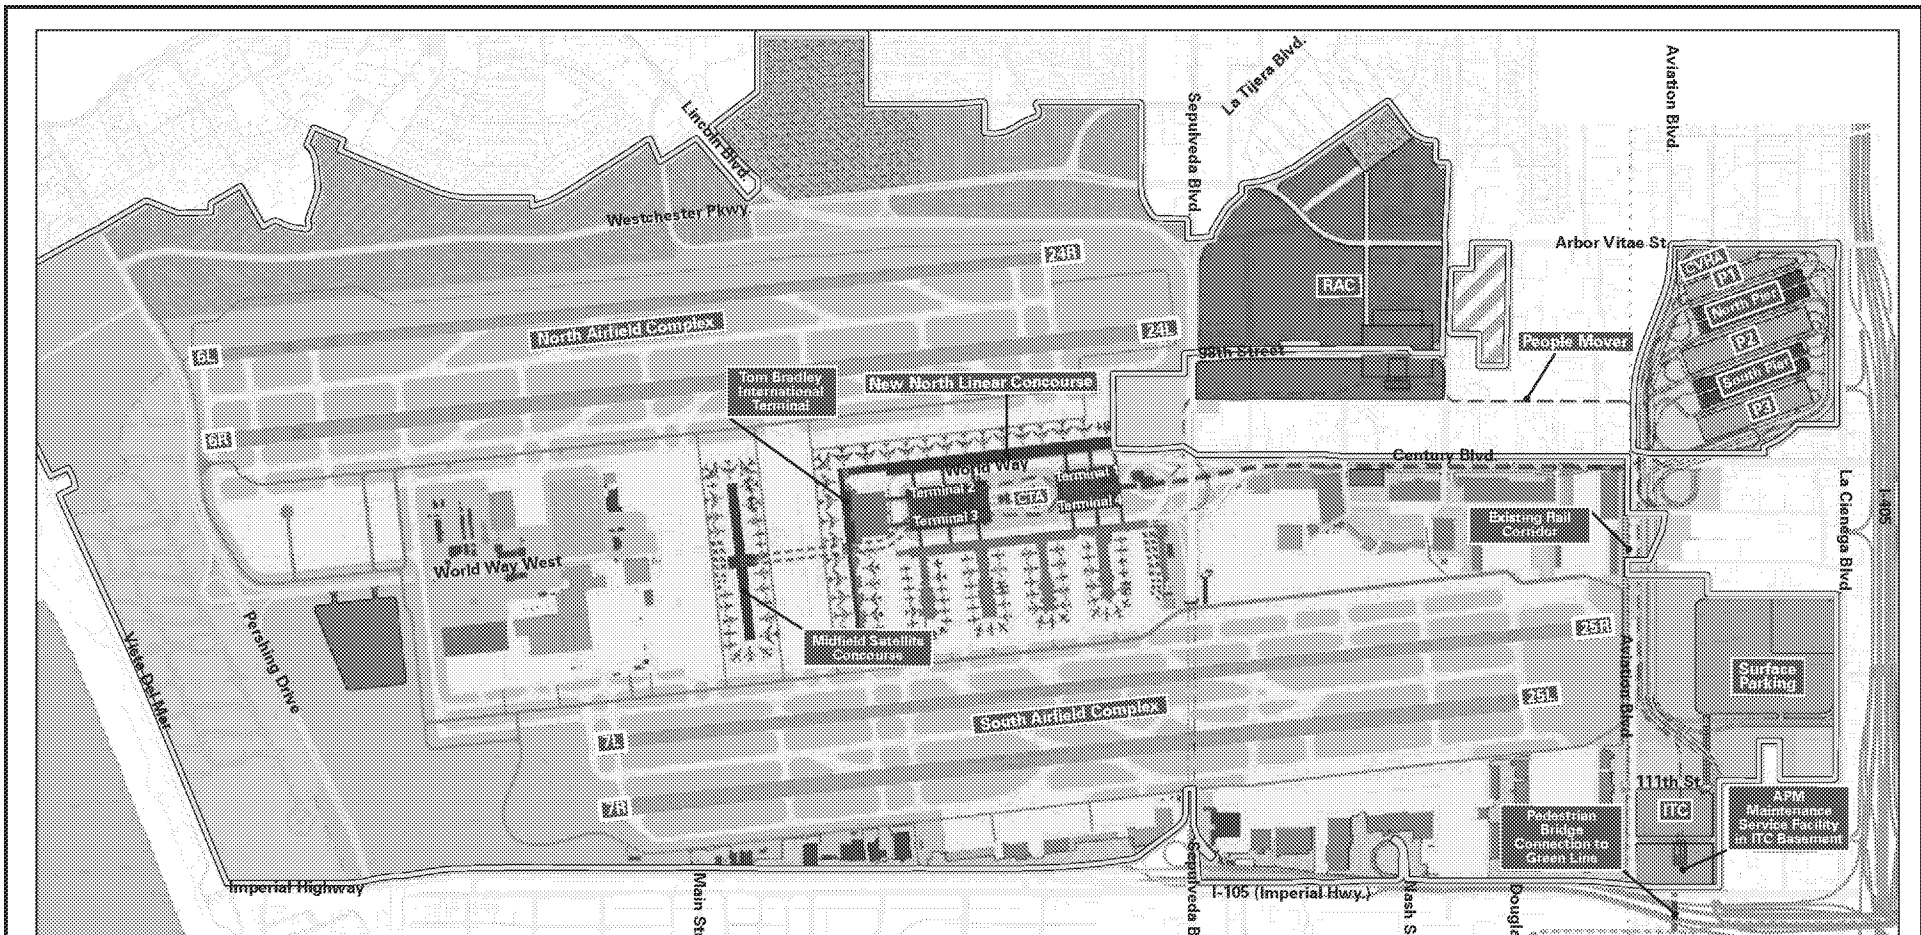 La Tijera Blvd.
Aviation Blvd.
Lincoln Blvd.
Sepulveda Blvd.
Westchester Pkwy.
Arbor Vitae St.
24R
CVHA
P1
North Pier
RAC
North Airfield Complex
24L
6L
98th Street
People Mover
P2
South Pier
P3
Tom Bradley
International
Terminal
New North Linear Concourse
6R
Century Blvd.
World Way
Terminal 2
CTA
Terminal 3
Terminal 4
La Cienega Blvd.
I-405
Existing Rail
Corridor
World Way West
Pershing Drive
Vista Del Mar
Midfield Satellite
Concourse
25R
Aviation Blvd.
Surface
Parking
25L
South Airfield Complex
7L
7R
111th St.
ITC
APM
Maintenance
Service Facility
in ITC Basement
Pedestrian
Bridge
Connection to
Green Line
Imperial Highway
Main Str
Sepulveda B
I-105 (Imperial Hwy.)
Nash S
Dougla